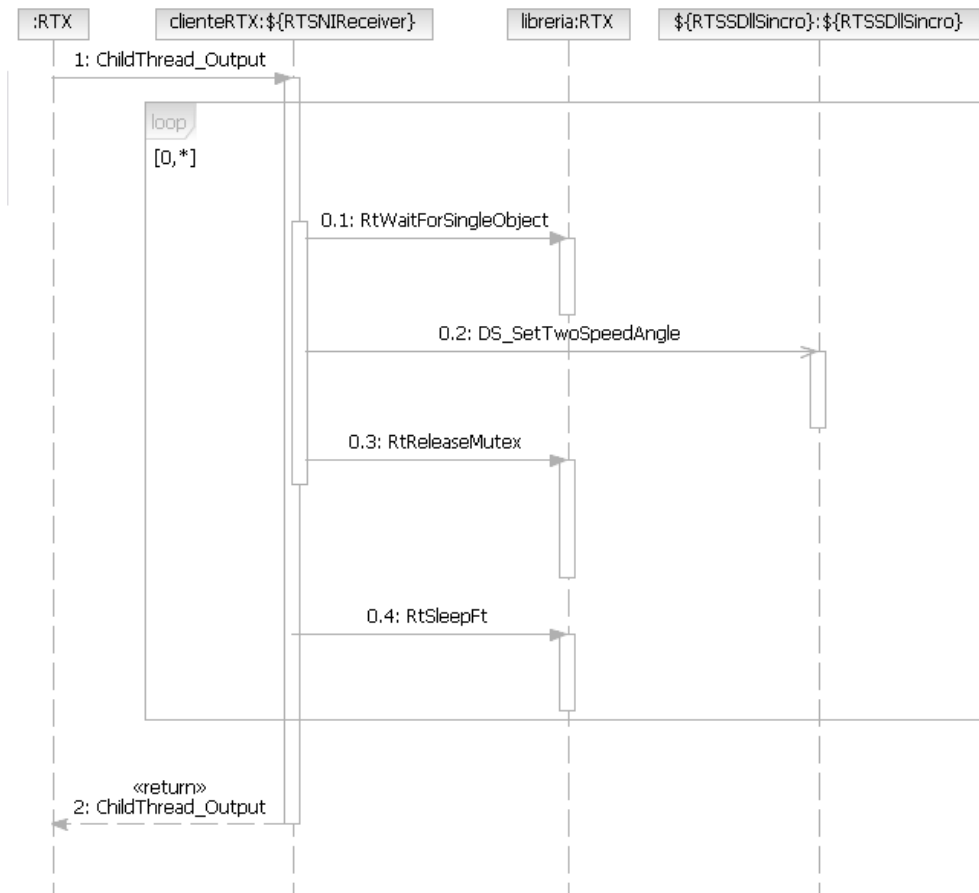 :RTX
clienteRTX:${RTSNIReceiver}
libreria:RTX
${RTSSDllSincro}:${RTSSDllSincro}
1: ChildThread_Output
loop
[0,*]
0.1: RtWaitForSingleObject
0.2: DS_SetTwoSpeedAngle
0.3: RtReleaseMutex
0.4: RtSleepFt
«return»
2: ChildThread_Output